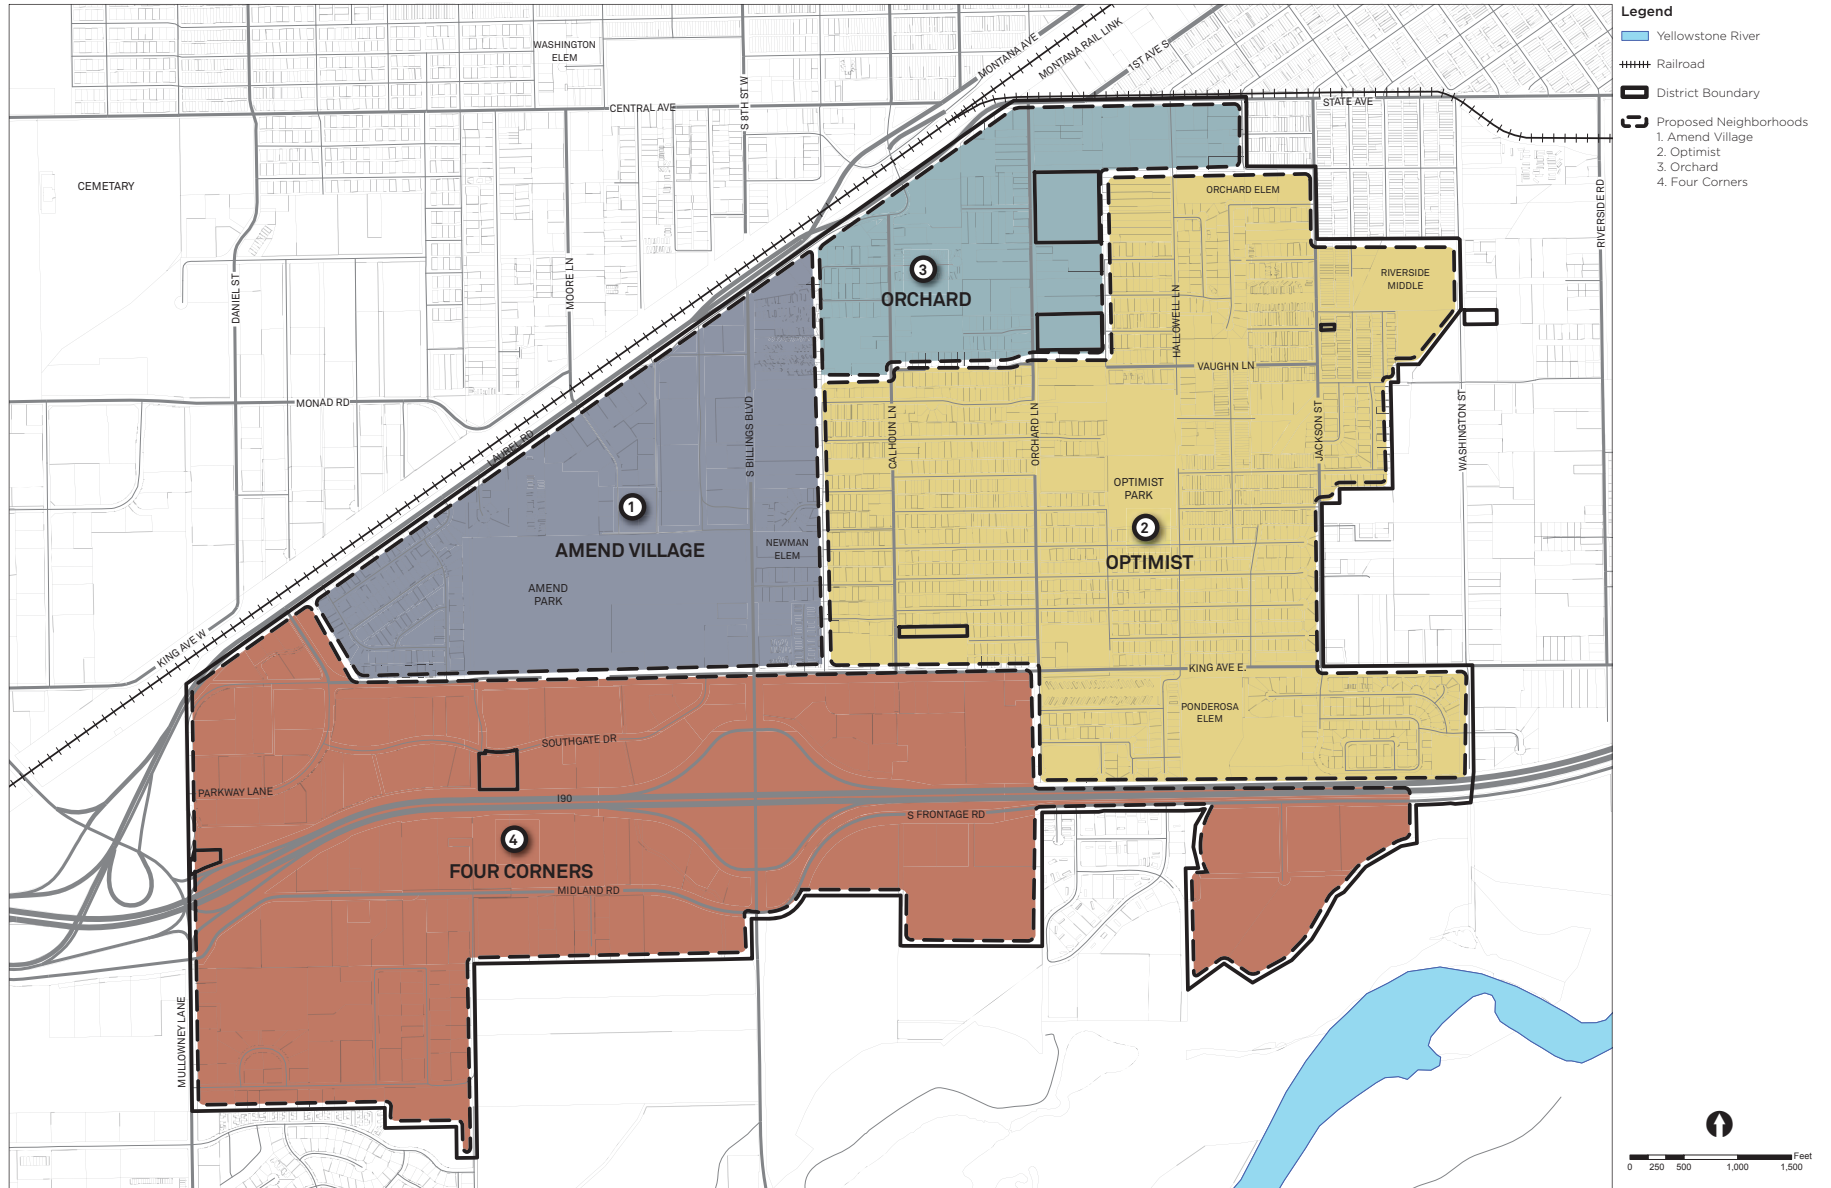 Legend
Yellowstone River
Railroad
District Boundary
Proposed Neighborhoods
1. Amend Village
2. Optimist
3. Orchard
4. Four Corners
WASHINGTON
ELEM
MONTANA AVE
MONTANA RAIL LINK
1ST AVE S
S 8TH ST W
CENTRAL AVE
STATE AVE
CEMETARY
ORCHARD ELEM
RIVERSIDE RD
DANIEL ST
MOORE LN
3
ORCHARD
RIVERSIDE
MIDDLE
HALLOWELL LN
VAUGHN LN
MONAD RD
LAUREL RD
S BILLINGS BLVD
CALHOUN LN
ORCHARD LN
JACKSON ST
WASHINGTON ST
1
AMEND VILLAGE
OPTIMIST
PARK
2
OPTIMIST
NEWMAN
ELEM
AMEND
PARK
KING AVE W
KING AVE E.
PONDEROSA
ELEM
SOUTHGATE DR
PARKWAY LANE
I90
S FRONTAGE RD
4
FOUR CORNERS
MIDLAND RD
MULLOWNEY LANE
Feet
0 250 500 1,000 1,500